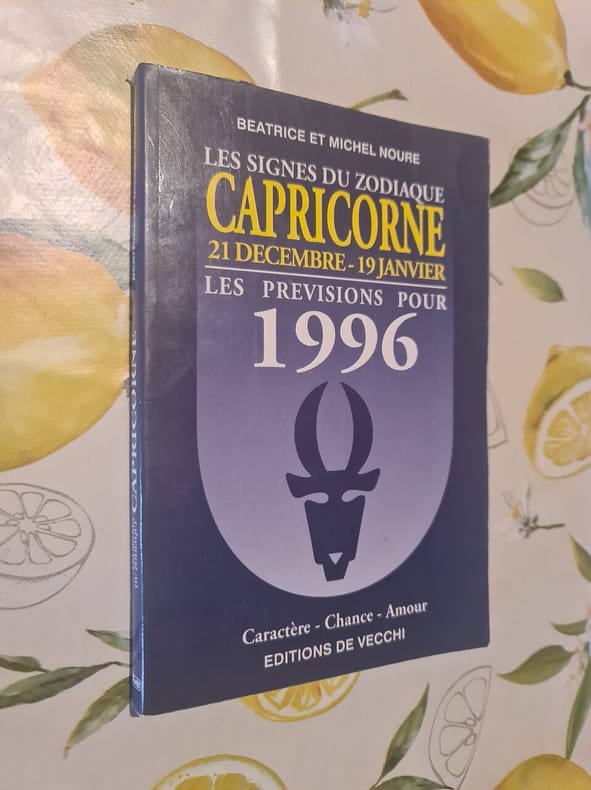 BEATRICE ET MICHEL NOURE
LES SIGNES DU ZODIAQUE
CAPRICORNE
21 DECEMBRE - 19 JANVIER
LES PREVISIONS POUR
1996
Caractère - Chance - Amour
EDITIONS DE VECCHI
CAPRICORNE